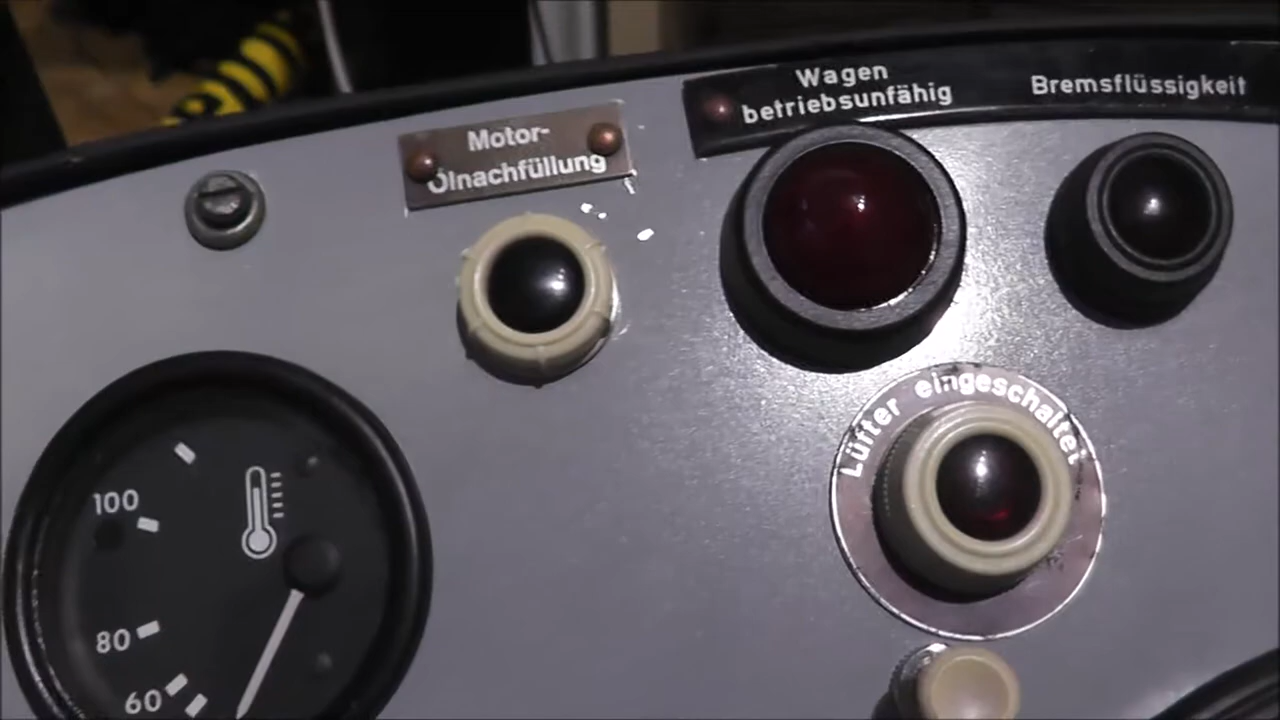 Wagen
betriebsunfähig
Bremsflüssigkeit
Motor-
Ölnachfüllung
Lüfter eingeschaltet
100
80
60